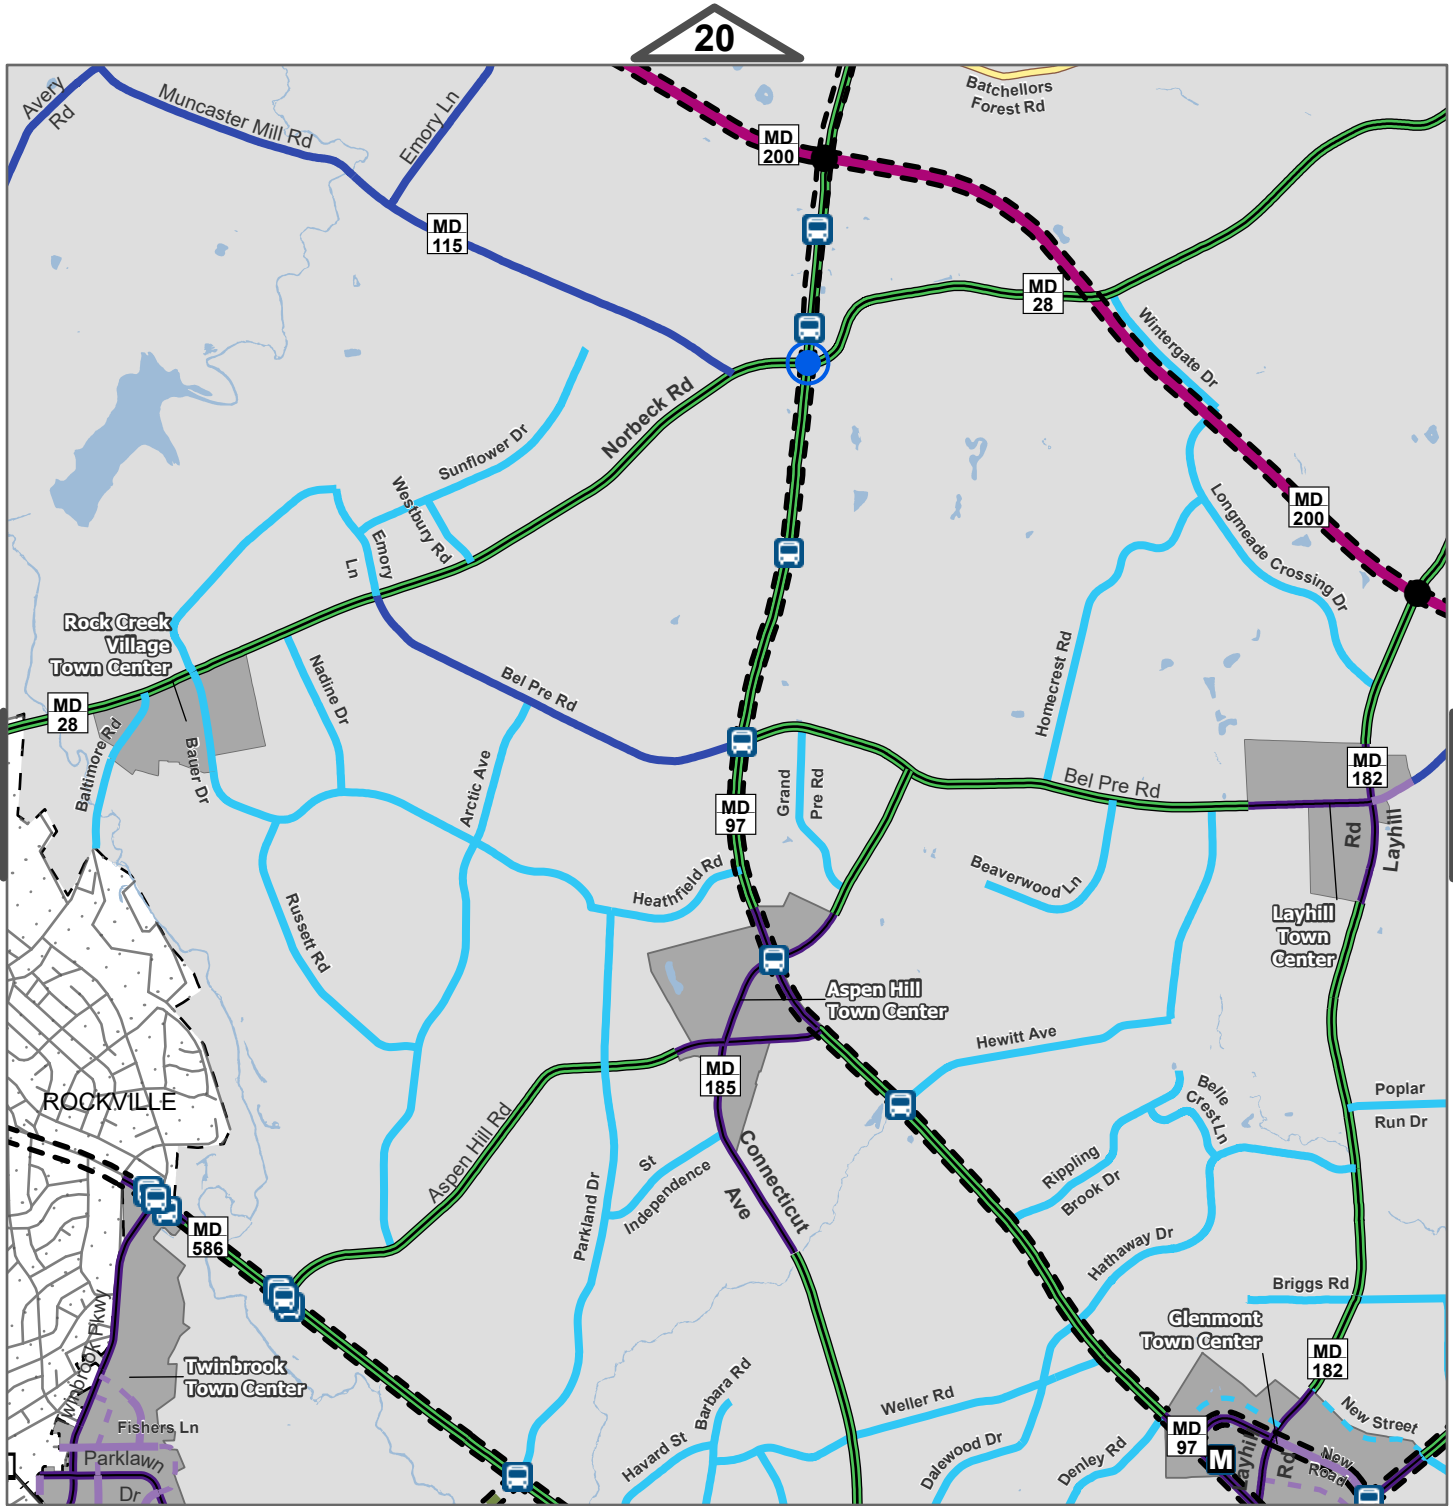 20
Avery
Rd
Muncaster Mill Rd
Emory Ln
Batchellors
Forest Rd
MD
200
MD
115
MD
28
Wintergate Dr
Norbeck Rd
Sunflower Dr
Westbury Rd
Emory
Ln
MD
200
Longmeade Crossing Dr
Rock Creek
Village
Town Center
Nadine Dr
Bel Pre Rd
Homecrest Rd
MD
28
Baltimore Rd
Bauer Dr
Arctic Ave
Grand
Pre Rd
Bel Pre Rd
MD
182
MD
97
Rd
Layhill
Heathfield Rd
Beaverwood Ln
Russett Rd
Layhill
Town
Center
Aspen Hill
Town Center
Hewitt Ave
MD
185
ROCKVILLE
Aspen Hill Rd
Belle
Crest Ln
Poplar
Run Dr
Connecticut
Ave
St
Independence
Parkland Dr
Rippling
Brook Dr
MD
586
Hathaway Dr
Briggs Rd
Glenmont
Town Center
MD
182
Twinbrook Pkwy
Twinbrook
Town Center
Barbara Rd
Weller Rd
New Street
Fishers Ln
Havard St
Dalewood Dr
Denley Rd
MD
97
M
Layhill
Rd
New
Road
Parklawn
Dr